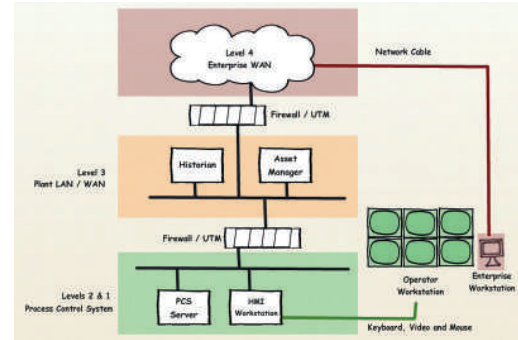 Level 4
Enterprise WAN
Network Cable
Firewall / UTM
Level 3
Plant LAN / WAN
Historian
Asset
Manager
Firewall / UTM
Levels 2 & 1
Process Control System
PCS
Server
HMI
Workstation
Operator
Workstation
Enterprise
Workstation
Keyboard, Video and Mouse